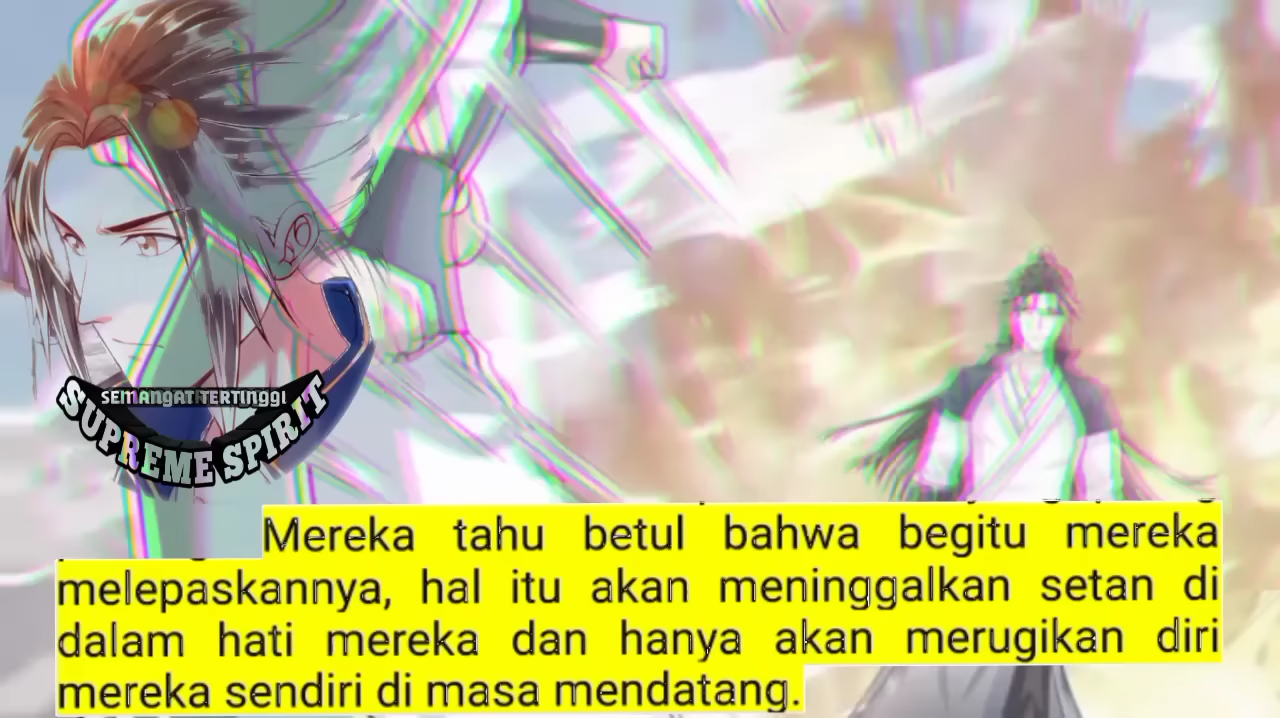 SEMANGAT TERTINGGI
SUPREME SPIRIT
Mereka tahu betul bahwa begitu mereka
melepaskannya, hal itu akan meninggalkan setan di
dalam hati mereka dan hanya akan merugikan diri
mereka sendiri di masa mendatang.